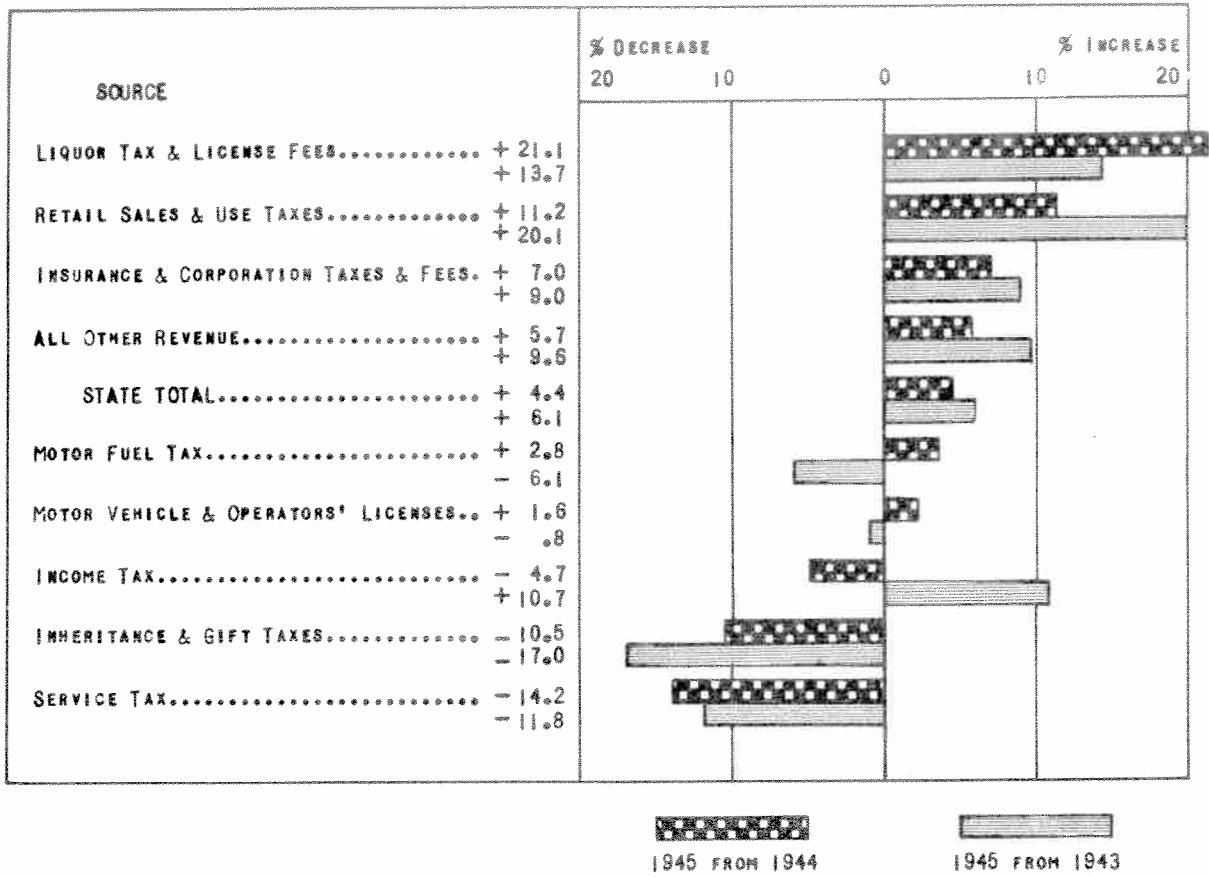 % DECREASE % INCREASE
20 10 0 10 20
SOURCE
LIQUOR TAX & LICENSE FEES............ + 21.1
+ 13.7
RETAIL SALES & USE TAXES............. + 11.2
+ 20.1
INSURANCE & CORPORATION TAXES & FEES. + 7.0
+ 9.0
ALL OTHER REVENUE.................... + 5.7
+ 9.6
STATE TOTAL...................... + 4.4
+ 6.1
MOTOR FUEL TAX....................... + 2.8
- 6.1
MOTOR VEHICLE & OPERATORS' LICENSES.. + 1.6
- .8
INCOME TAX........................... - 4.7
+ 10.7
INHERITANCE & GIFT TAXES............. - 10.5
- 17.0
SERVICE TAX.......................... - 14.2
- 11.8
1945 FROM 1944 1945 FROM 1943